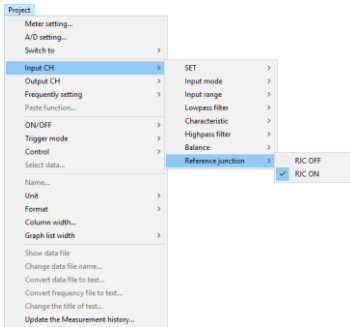 Project
Meter setting...
A/D setting...
Switch to
Input CH
Output CH
Frequently setting
Paste function...
ON/OFF
Trigger mode
Control
Select data...
Name...
Unit
Format
Column width...
Graph list width
Show data file
Change data file name...
Convert data file to text...
Convert frequency file to text...
Change the title of test...
Update the Measurement history...
SET
Input mode
Input range
Lowpass filter
Characteristic
Highpass filter
Balance
Reference junction
RJC OFF
RJC ON